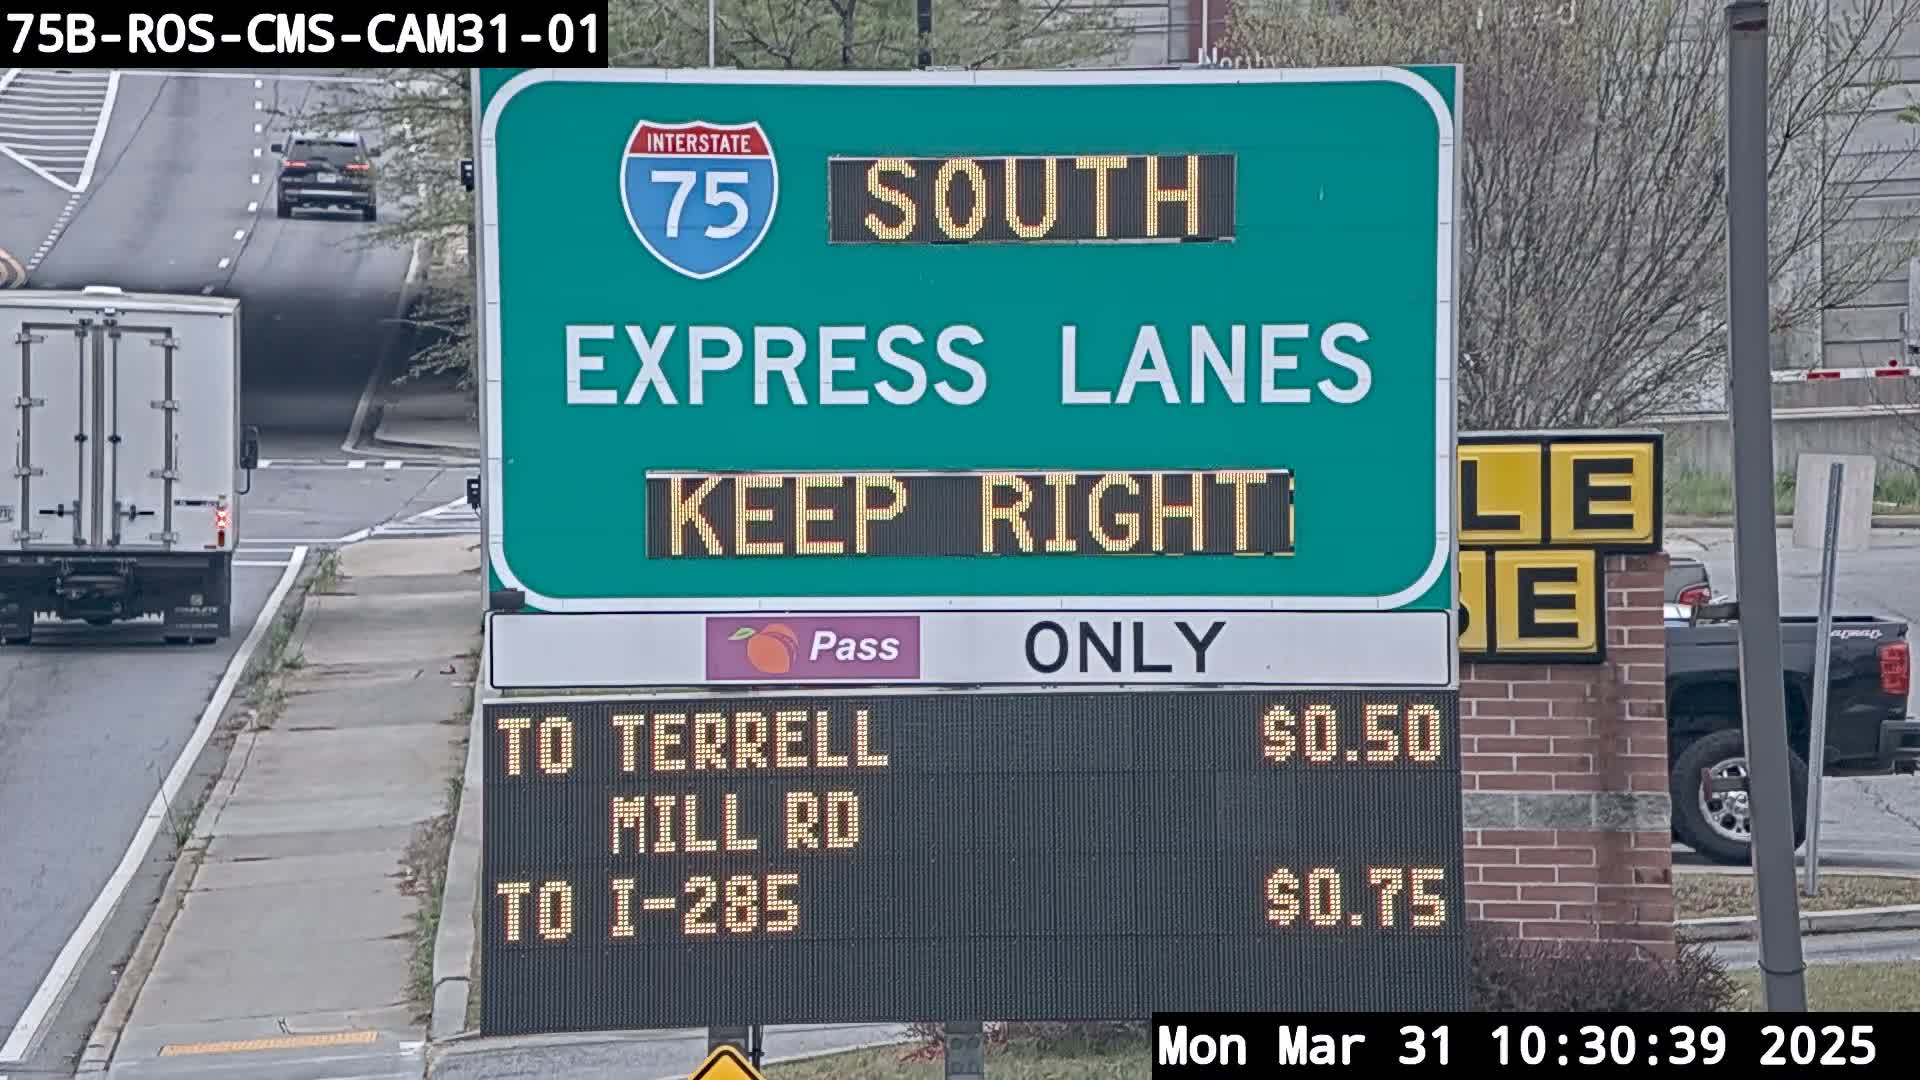 75B-ROS-CMS-CAM31-01
INTERSTATE
75
SOUTH
EXPRESS LANES
KEEP RIGHT
Pass ONLY
TO TERRELL $0.50
MILL RD
TO I-285 $0.75
LE
E
Mon Mar 31 10:30:39 2025